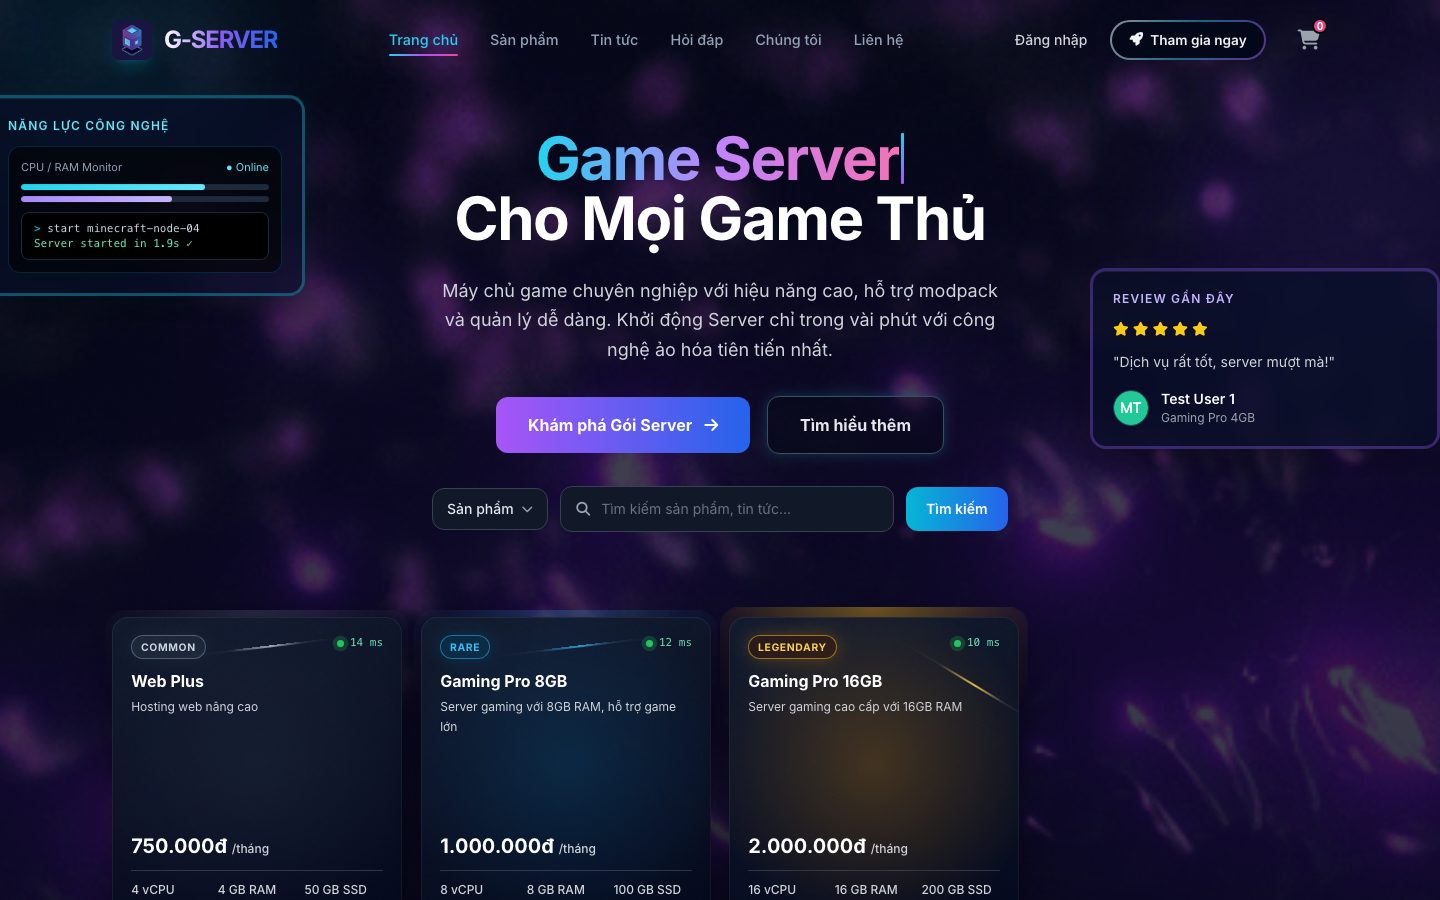 G-SERVER
Trang chủ
Sản phẩm
Tin tức
Hỏi đáp
Chúng tôi
Liên hệ
Đăng nhập
Tham gia ngay
0
NĂNG LỰC CÔNG NGHỆ
CPU / RAM Monitor
Online
> start minecraft-node-04
Server started in 1.9s ✓
Game Server
Cho Mọi Game Thủ
Máy chủ game chuyên nghiệp với hiệu năng cao, hỗ trợ modpack
và quản lý dễ dàng. Khởi động Server chỉ trong vài phút với công
nghệ ảo hóa tiên tiến nhất.
Khám phá Gói Server →
Tìm hiểu thêm
REVIEW GẦN ĐÂY
"Dịch vụ rất tốt, server mượt mà!"
MT
Test User 1
Gaming Pro 4GB
Sản phẩm
Tìm kiếm sản phẩm, tin tức...
Tìm kiếm
COMMON
14 ms
Web Plus
Hosting web nâng cao
750.000đ /tháng
4 vCPU
4 GB RAM
50 GB SSD
RARE
12 ms
Gaming Pro 8GB
Server gaming với 8GB RAM, hỗ trợ game
lớn
1.000.000đ /tháng
8 vCPU
8 GB RAM
100 GB SSD
LEGENDARY
10 ms
Gaming Pro 16GB
Server gaming cao cấp với 16GB RAM
2.000.000đ /tháng
16 vCPU
16 GB RAM
200 GB SSD